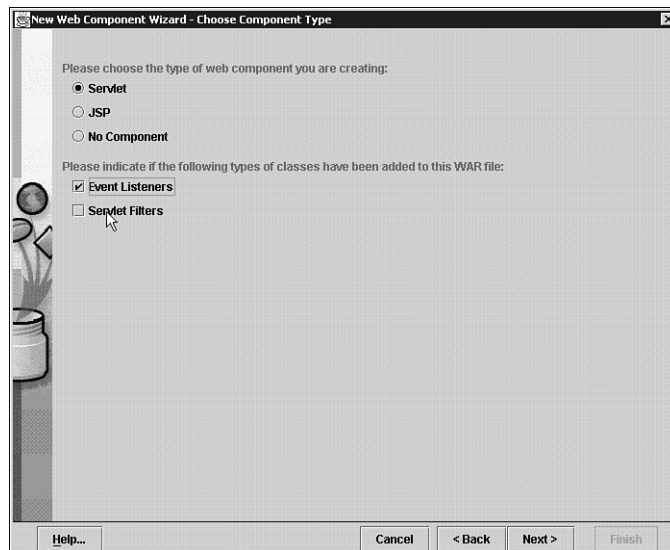 New Web Component Wizard - Choose Component Type
Please choose the type of web component you are creating:
Servlet
JSP
No Component
Please indicate if the following types of classes have been added to this WAR file:
Event Listeners
Servlet Filters
Help...
Cancel
< Back
Next >
Finish